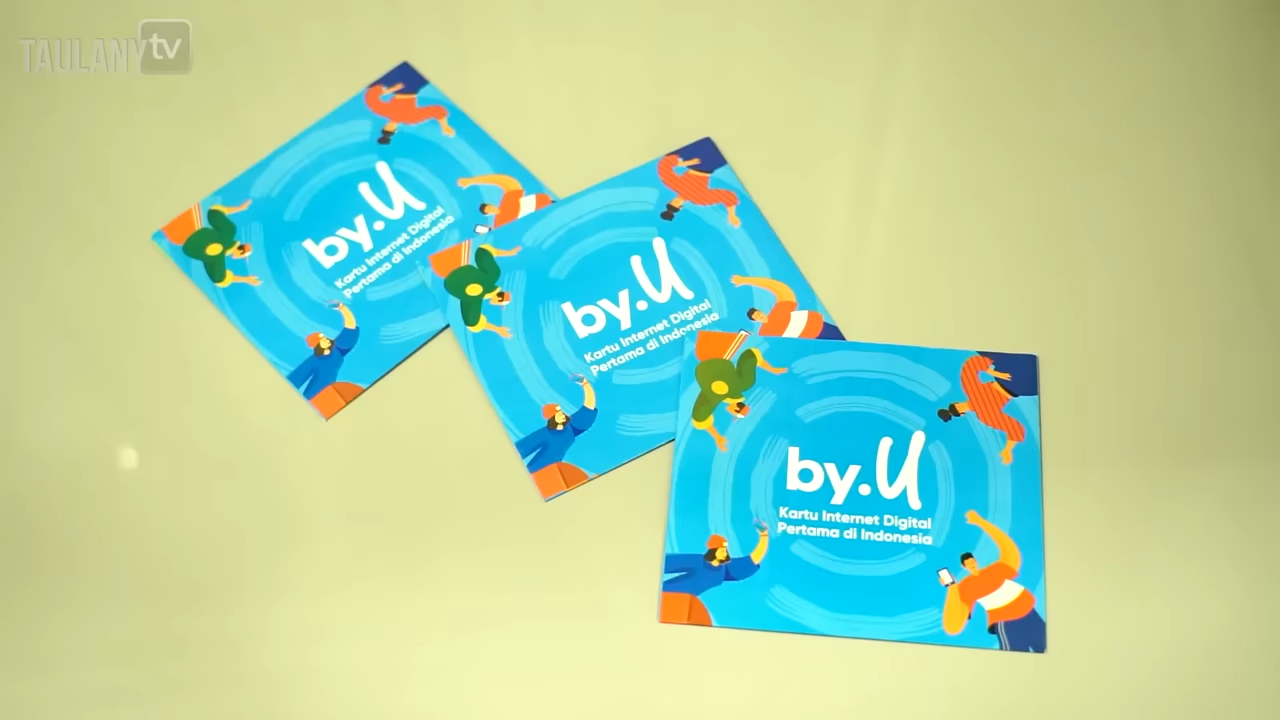 TAULANY tv
by.U
Kartu Internet Digital
Pertama di Indonesia
by.U
Kartu Internet Digital
Pertama di Indonesia
by.U
Kartu Internet Digital
Pertama di Indonesia